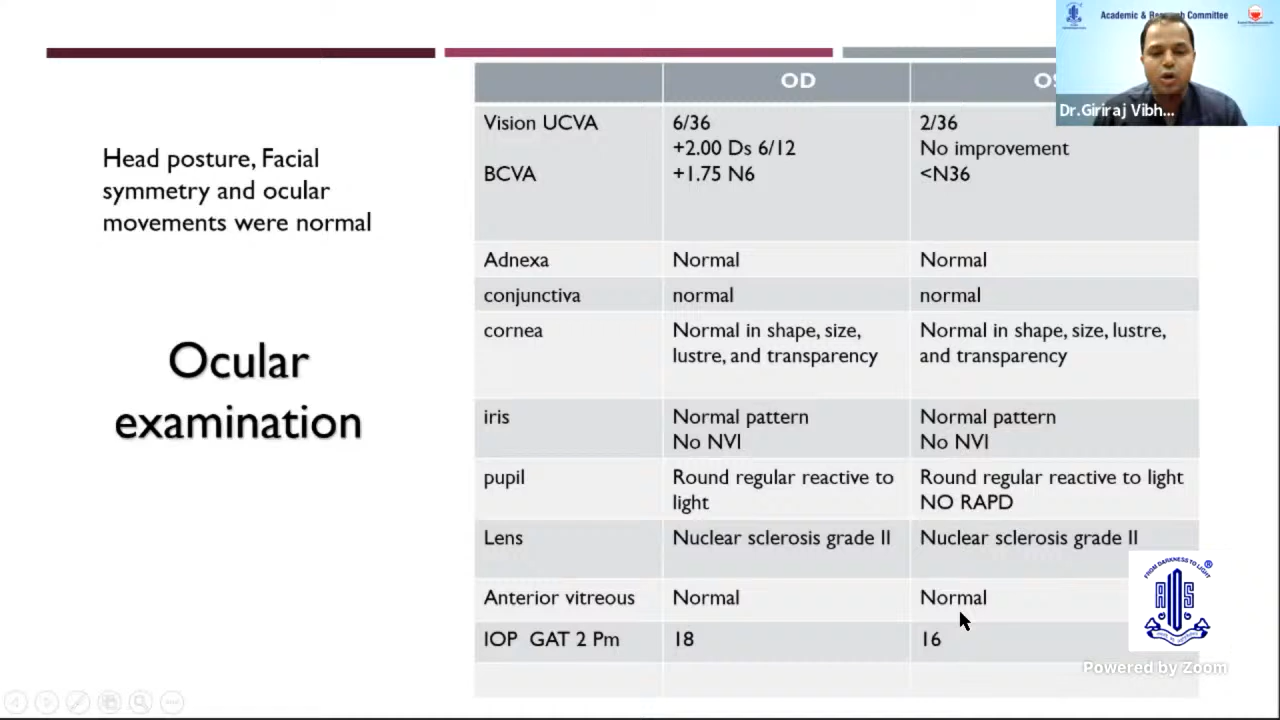 Academic & Research Committee
Dr.Giriraj Vibh...
Head posture, Facial
symmetry and ocular
movements were normal
Ocular
examination
OD
Vision UCVA 6/36 2/36
+2.00 Ds 6/12 No improvement
BCVA +1.75 N6 <N36
Adnexa Normal Normal
conjunctiva normal normal
cornea Normal in shape, size, Normal in shape, size, lustre,
lustre, and transparency and transparency
iris Normal pattern Normal pattern
No NVI No NVI
pupil Round regular reactive to Round regular reactive to light
light NO RAPD
Lens Nuclear sclerosis grade II Nuclear sclerosis grade II
Anterior vitreous Normal Normal
IOP GAT 2 Pm 18 16
FROM DARKNESS TO LIGHT
Powered by Zoom